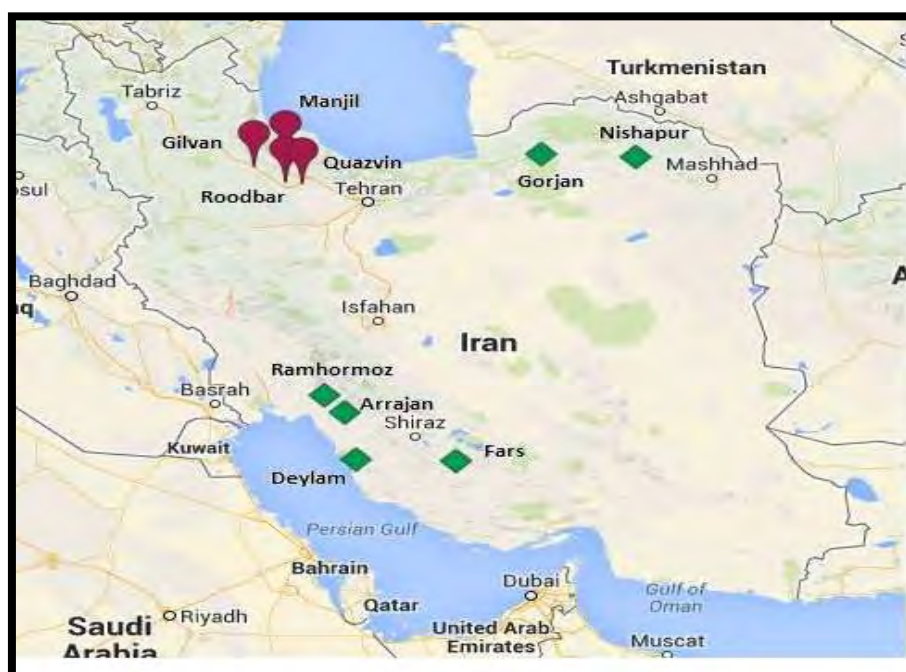 Turkmenistan
Tabriz
Manjil
Ashgabat
Gilvan
Nishapur
Quazvin
Mashhad
Gorjan
Roodbar
Tehran
osul
Baghdad
A
aq
Isfahan
Iran
Ramhormoz
Basrah
Arrajan
Shiraz
Kuwait
Fars
Deylam
Persian Gulf
Bahrain
Dubai
Gulf of
Oman
Qatar
Riyadh
Saudi
Arabia
United Arab
Emirates
Muscat